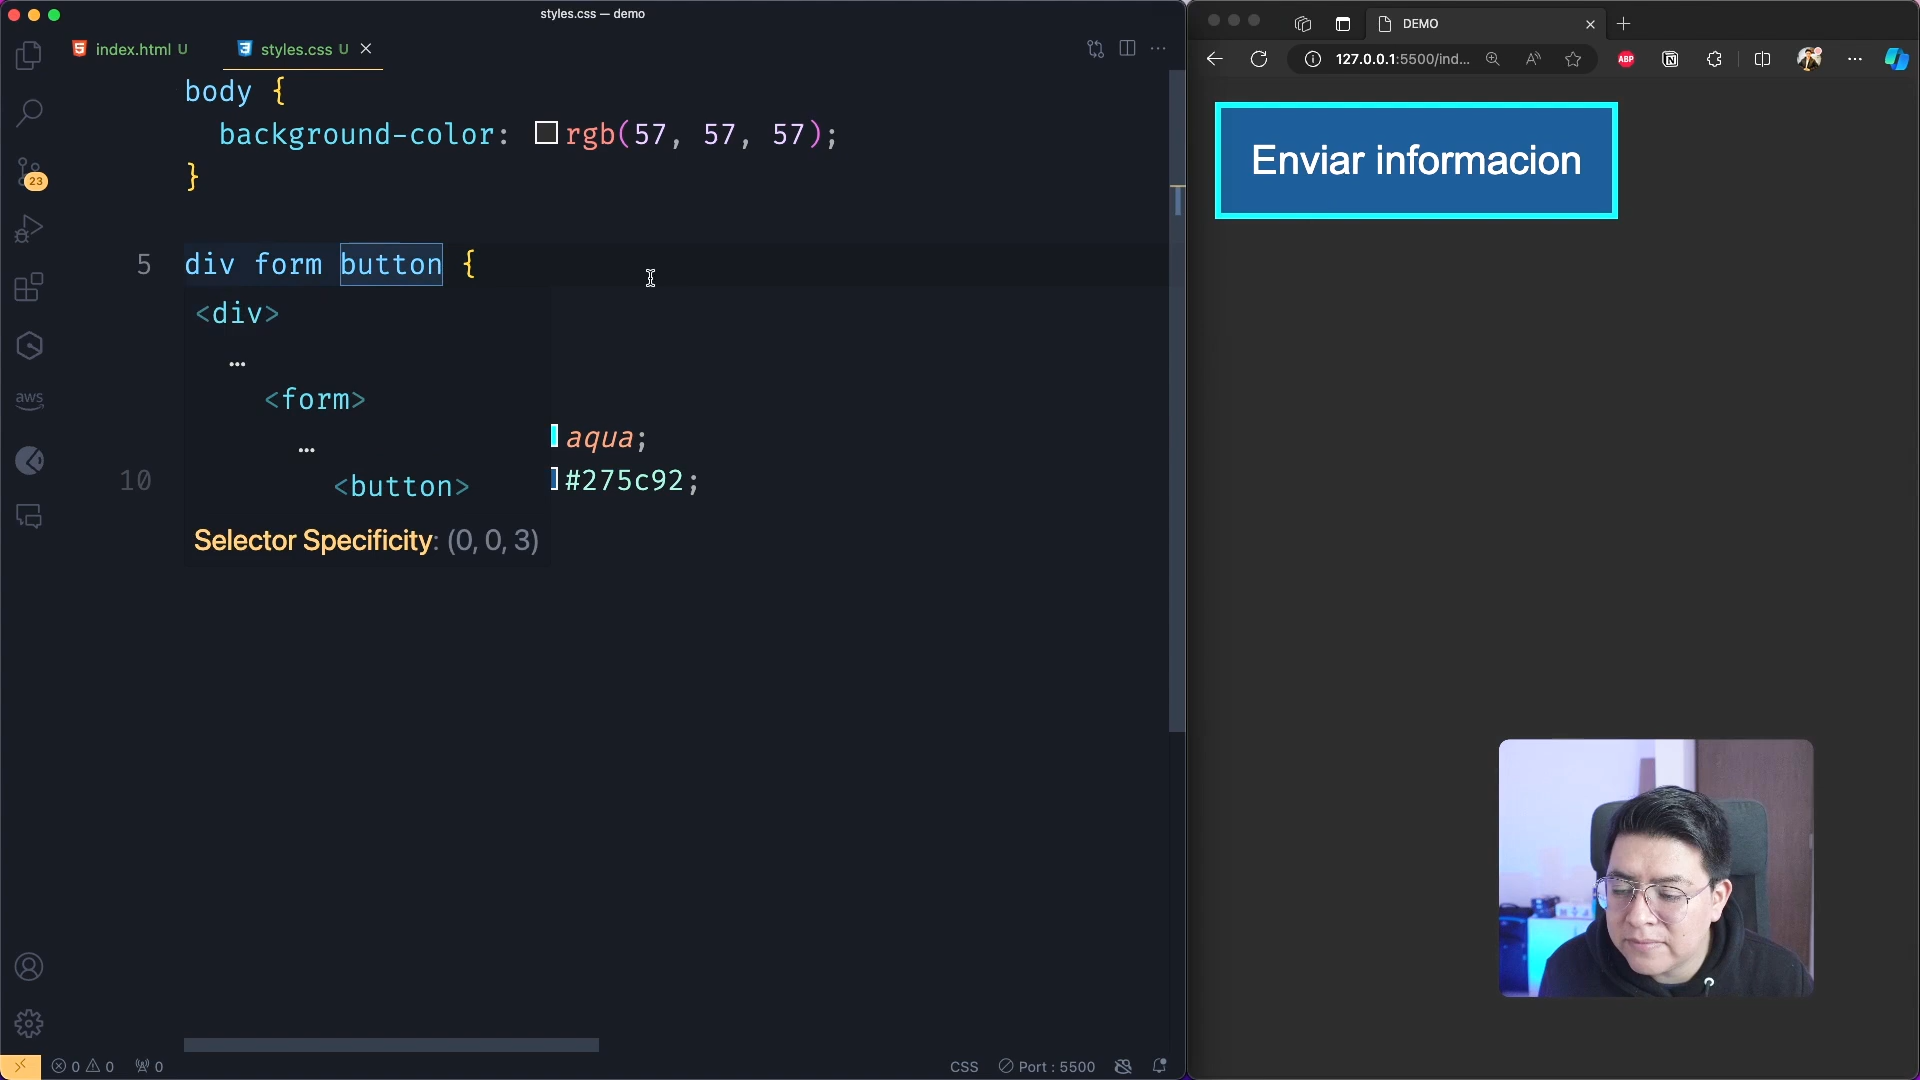 styles.css — demo
index.html U
styles.css U
body {
background-color: rgb(57, 57, 57);
}
5 div form button {
<div>
…
<form>
aqua;
…
10 #275c92;
<button>
Selector Specificity: (0, 0, 3)
23
aws
0 0 0
CSS Port : 5500
DEMO
127.0.0.1:5500/ind...
ABP
Enviar informacion